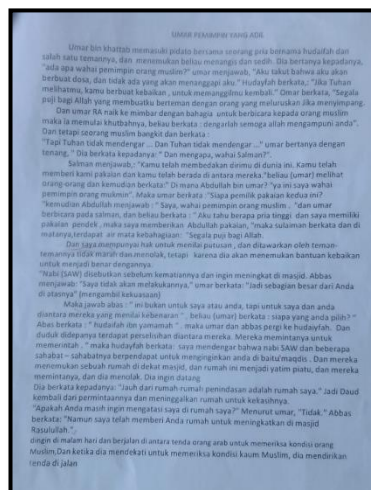 UMAR PEMIMPIN YANG ADIL
Umar bin khattab memasuki pidato bersama seorang pria bernama hudaifah dan
salah satu temannya, dan menemukan beliau menangis dan sedih. Dia bertanya kepadanya,
"ada apa wahai pemimpin orang muslim?" umar menjawab, "Aku takut bahwa aku akan
berbuat dosa, dan tidak ada yang akan menanggapi aku." Hudayfah berkata,: "Jika Tuhan
melihatmu, kamu berbuat kebaikan , untuk memanggilmu kembali." Umar berkata, "Segala
puji bagi Allah yang membuatku berteman dengan orang yang meluruskan Jika menyimpang.
Dan umar RA naik ke mimbar dengan bahagia untuk berbicara kepada orang muslim
maka ia memulai khutbahnya, bekiau berkata : dengarlah semoga allah mengampuni anda".
Dan tetapi seorang muslim bangkit dan berkata :
"Tapi Tuhan tidak mendengar ... Dan Tuhan tidak mendengar ..." umar bertanya dengan
tenang, " Dia berkata kepadanya: " Dan mengapa, wahai Salman?".
Salman menjawab,: "Kamu telah membedakan dirimu di dunia ini. Kamu telah
memberi kami pakaian dan kamu telah berada di antara mereka."beliau (umar) melihat
orang-orang dan kemudian berkata:" Di mana Abdullah bin umar? "ya ini saya wahai
pemimpin orang mukmin". Maka umar berkata :"Siapa pemilik pakaian kedua ini?
"kemudian Abdullah menjawab : " Saya, wahai pemimpin orang muslim . "dan umar
berbicara pada salman, dan beliau berkata : " Aku tahu berapa pria tinggi dan saya memiliki
pakaian pendek , maka saya memberikan Abdullah pakaian, "maka sulaiman berkata dan di
matanya,terdapat air mata kebahagiaan: "Segala puji bagi Allah.
Dan saya mempunyai hak untuk menilai putusan , dan ditawarkan oleh teman-
temannya tidak marah dan menolak, tetapi karena dia akan menemukan bantuan kebaikan
untuk menjadi benar dengannya.
"Nabi (SAW) disebutkan sebelum kematiannya dan ingin meningkat di masjid. Abbas
menjawab: "Saya tidak akan melakukannya," umar berkata: "Jadi sebagian besar dari Anda
di atasnya" (mengambil kekuasaan)
Maka jawab abas : " ini bukan untuk saya atau anda, tapi untuk saya dan anda
diantara mereka yang menilai kebenaran " . beliau (umar) berkata : siapa yang anda pilih? "
Abas berkata : " hudaifah ibn yamamah " . maka umar dan abbas pergi ke hudaiyfah. Dan
duduk didepanya terdapat perselisihan diantara mereka. Mereka memintanya untuk
memerintah . " maka hudayfah berkata: saya mendengar bahwa nabi SAW dan beberapa
sahabat – sahabatnya berpendapat untuk menginginkan anda di baitu'maqdis . Dan mereka
menemukan sebuah rumah di dekat masjid, dan rumah ini menjadi yatim piatu, dan mereka
memintanya, dan dia menolak. Dia ingin datang
Dia berkata kepadanya: "Jauh dari rumah rumah penindasan adalah rumah saya." Jadi Daud
kembali dari permintaannya dan meninggalkan rumah untuk kekasihnya.
"Apakah Anda masih ingin mengatasi saya di rumah saya?" Menurut umar, "Tidak." Abbas
berkata: "Namun saya telah memberi Anda rumah untuk meningkatkan di masjid
Rasulullah."
dingin di malam hari dan berjalan di antara tenda orang arab untuk memeriksa kondisi orang
Muslim,Dan ketika dia mendekati untuk memeriksa kondisi kaum Muslim, dia mendirikan
tenda di jalan